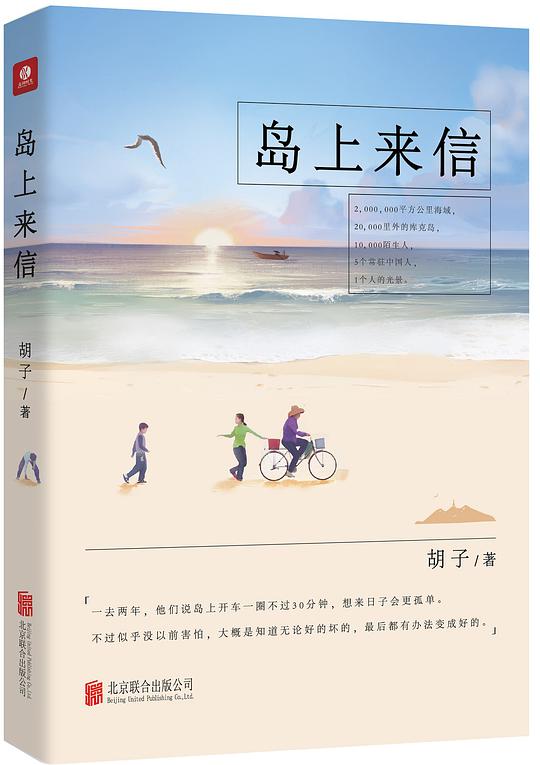 岛上来信
胡子/著
北京联合出版公司
Beijing United Publishing Co.,Ltd.
岛上来信
2,000,000平方公里海域，
20,000里外的库克岛，
10,000陌生人，
5个常驻中国人，
1个人的光景。
胡子/著
「一去两年，他们说岛上开车一圈不过30分钟，想来日子会更孤单。
不过似乎没以前害怕，大概是知道无论好的坏的，最后都有办法变成好的。」
北京联合出版公司
Beijing United Publishing Co.,Ltd.